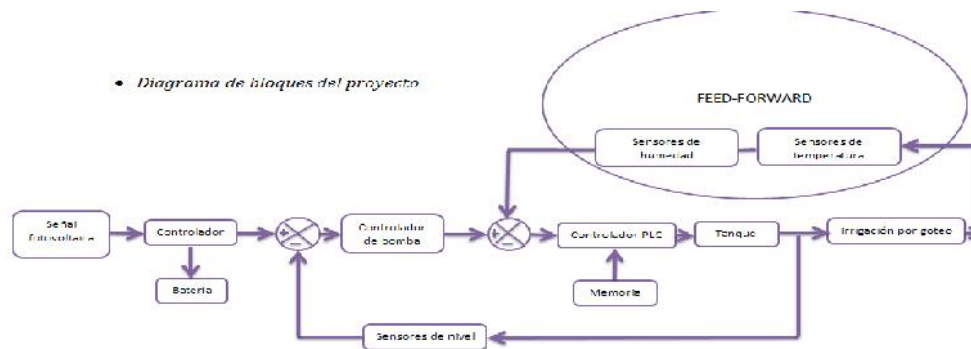 • Diagrama de bloques del proyecto
FEED-FORWARD
Sensores de
humedad
Sensores de
temperatura
Señal
fotovoltaica
Controlador
Controlador
de bomba
Controlador PLC
Tanque
Irrigación por goteo
Batería
Memoria
Sensores de nivel
+
−
+
−